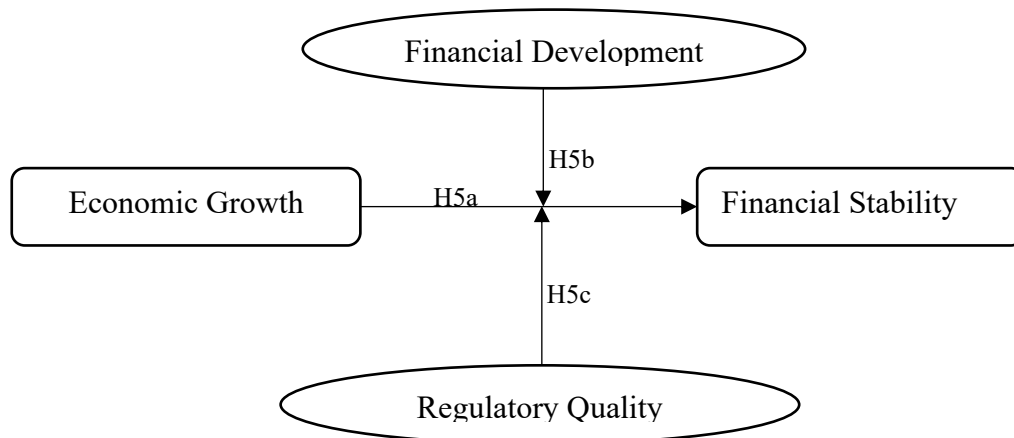 Financial Development
H5b
Economic Growth
H5a
Financial Stability
H5c
Regulatory Quality